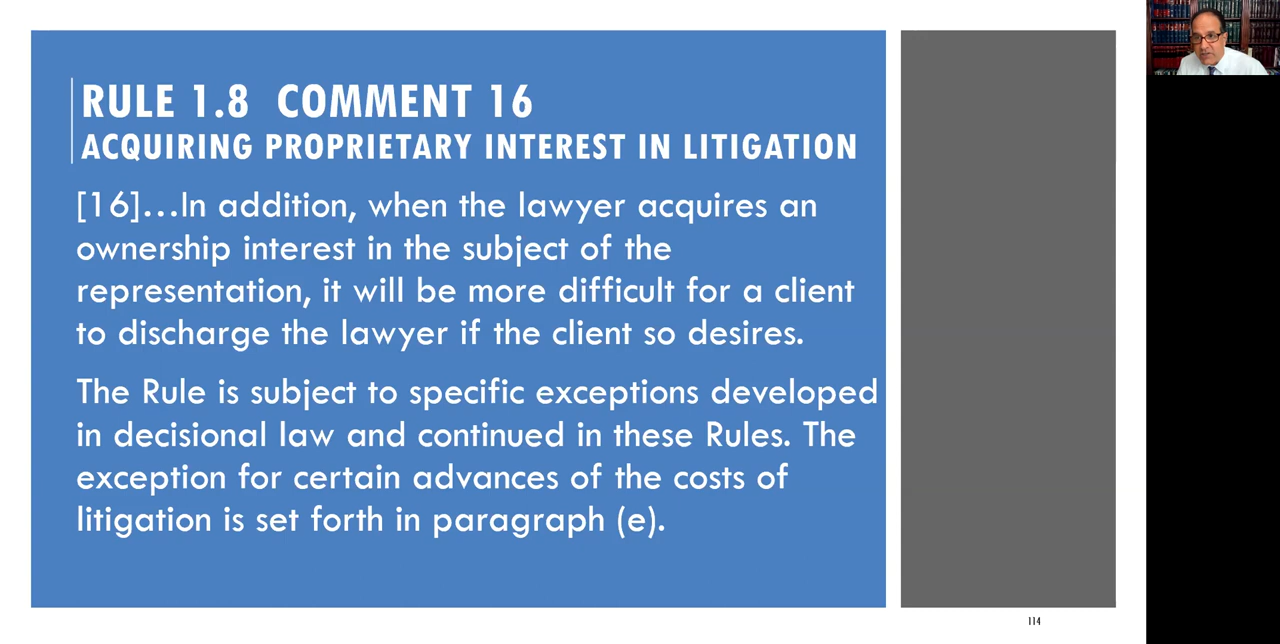 RULE 1.8 COMMENT 16
ACQUIRING PROPRIETARY INTEREST IN LITIGATION
[16]...In addition, when the lawyer acquires an
ownership interest in the subject of the
representation, it will be more difficult for a client
to discharge the lawyer if the client so desires.
The Rule is subject to specific exceptions developed
in decisional law and continued in these Rules. The
exception for certain advances of the costs of
litigation is set forth in paragraph (e).
114